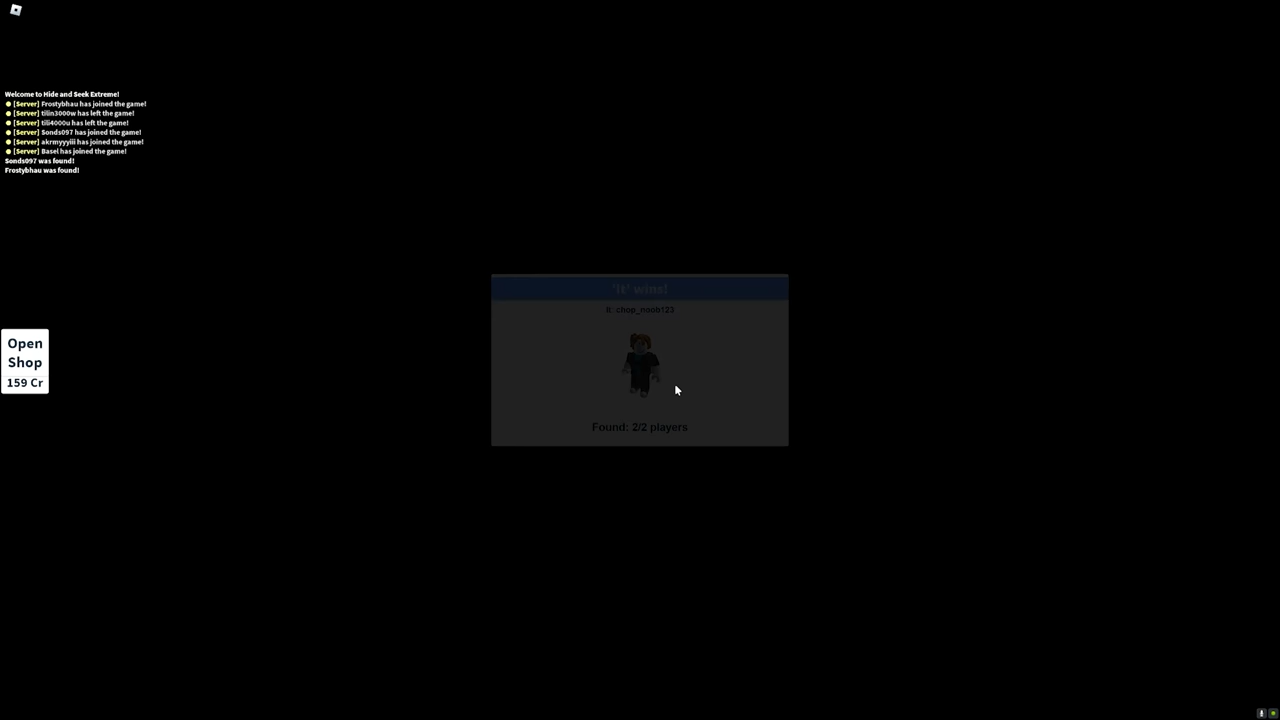 Welcome to Hide and Seek Extreme!
[Server] Frostybhau has joined the game!
[Server] tilin3000w has left the game!
[Server] tili4000u has left the game!
[Server] Sonds097 has joined the game!
[Server] akrmyyyiii has joined the game!
[Server] Basel has joined the game!
Sonds097 was found!
Frostybhau was found!
'It' wins!
It: chop_noob123
Open
Shop
159 Cr
Found: 2/2 players